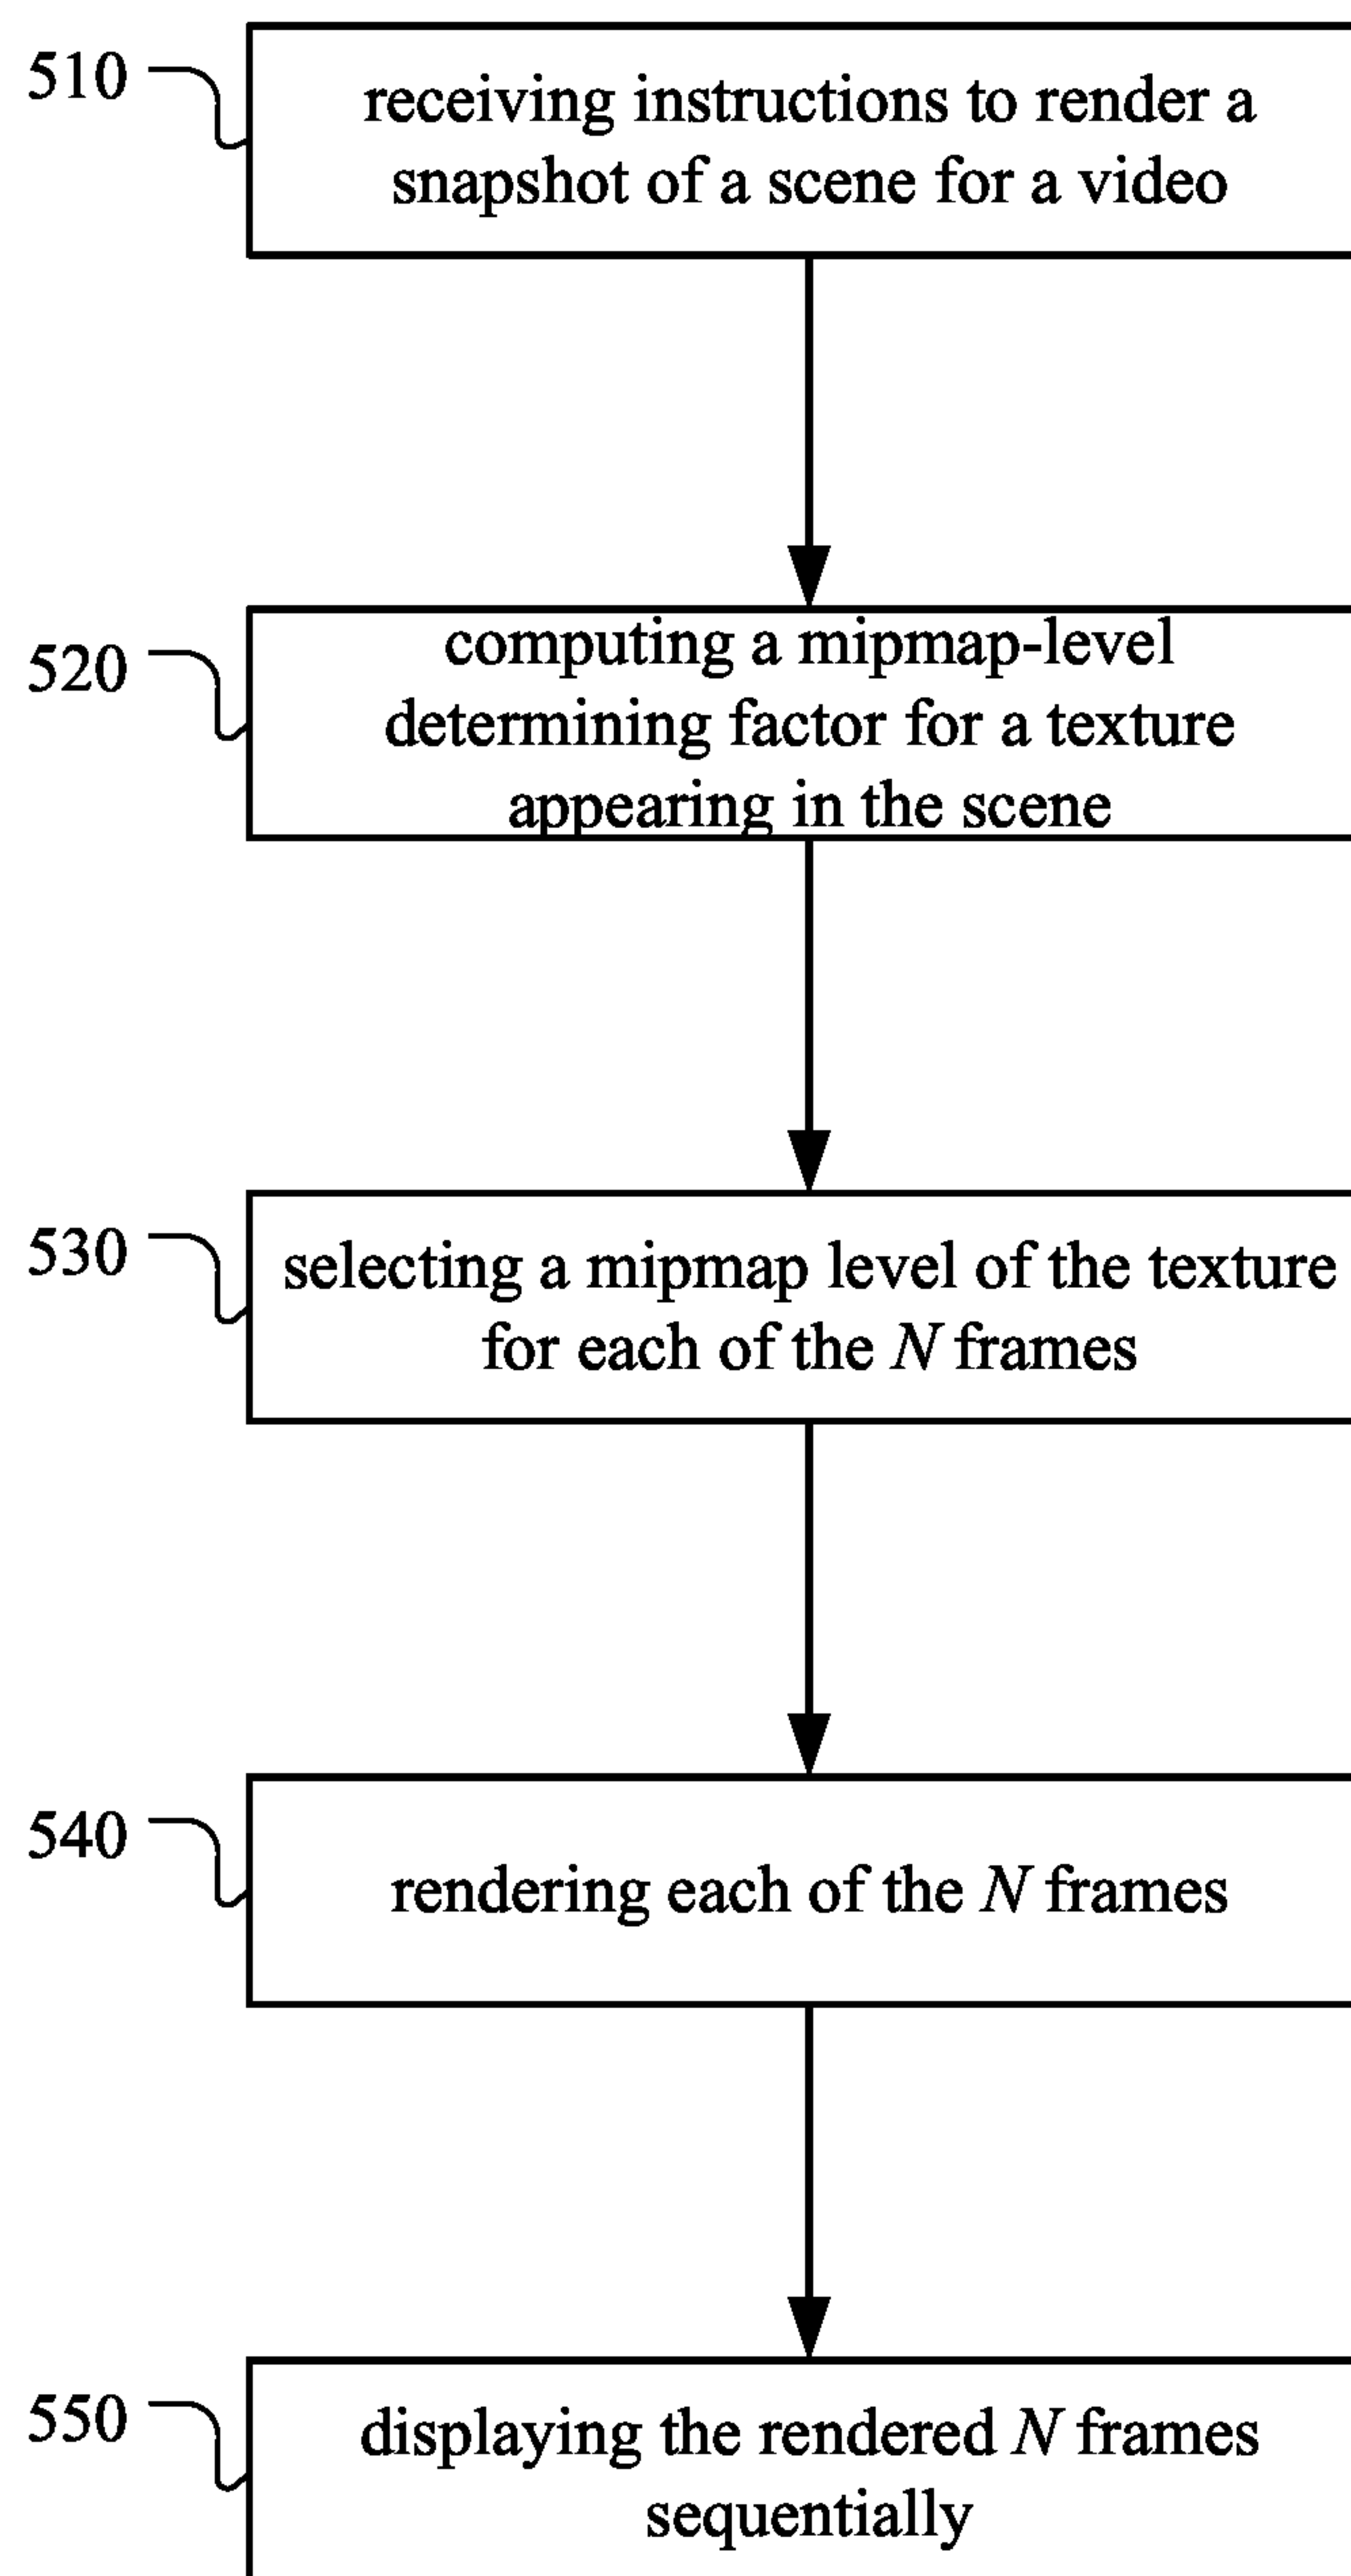 510
receiving instructions to render a
snapshot of a scene for a video
520
computing a mipmap-level
determining factor for a texture
appearing in the scene
530
selecting a mipmap level of the texture
for each of the N frames
540
rendering each of the N frames
550
displaying the rendered N frames
sequentially